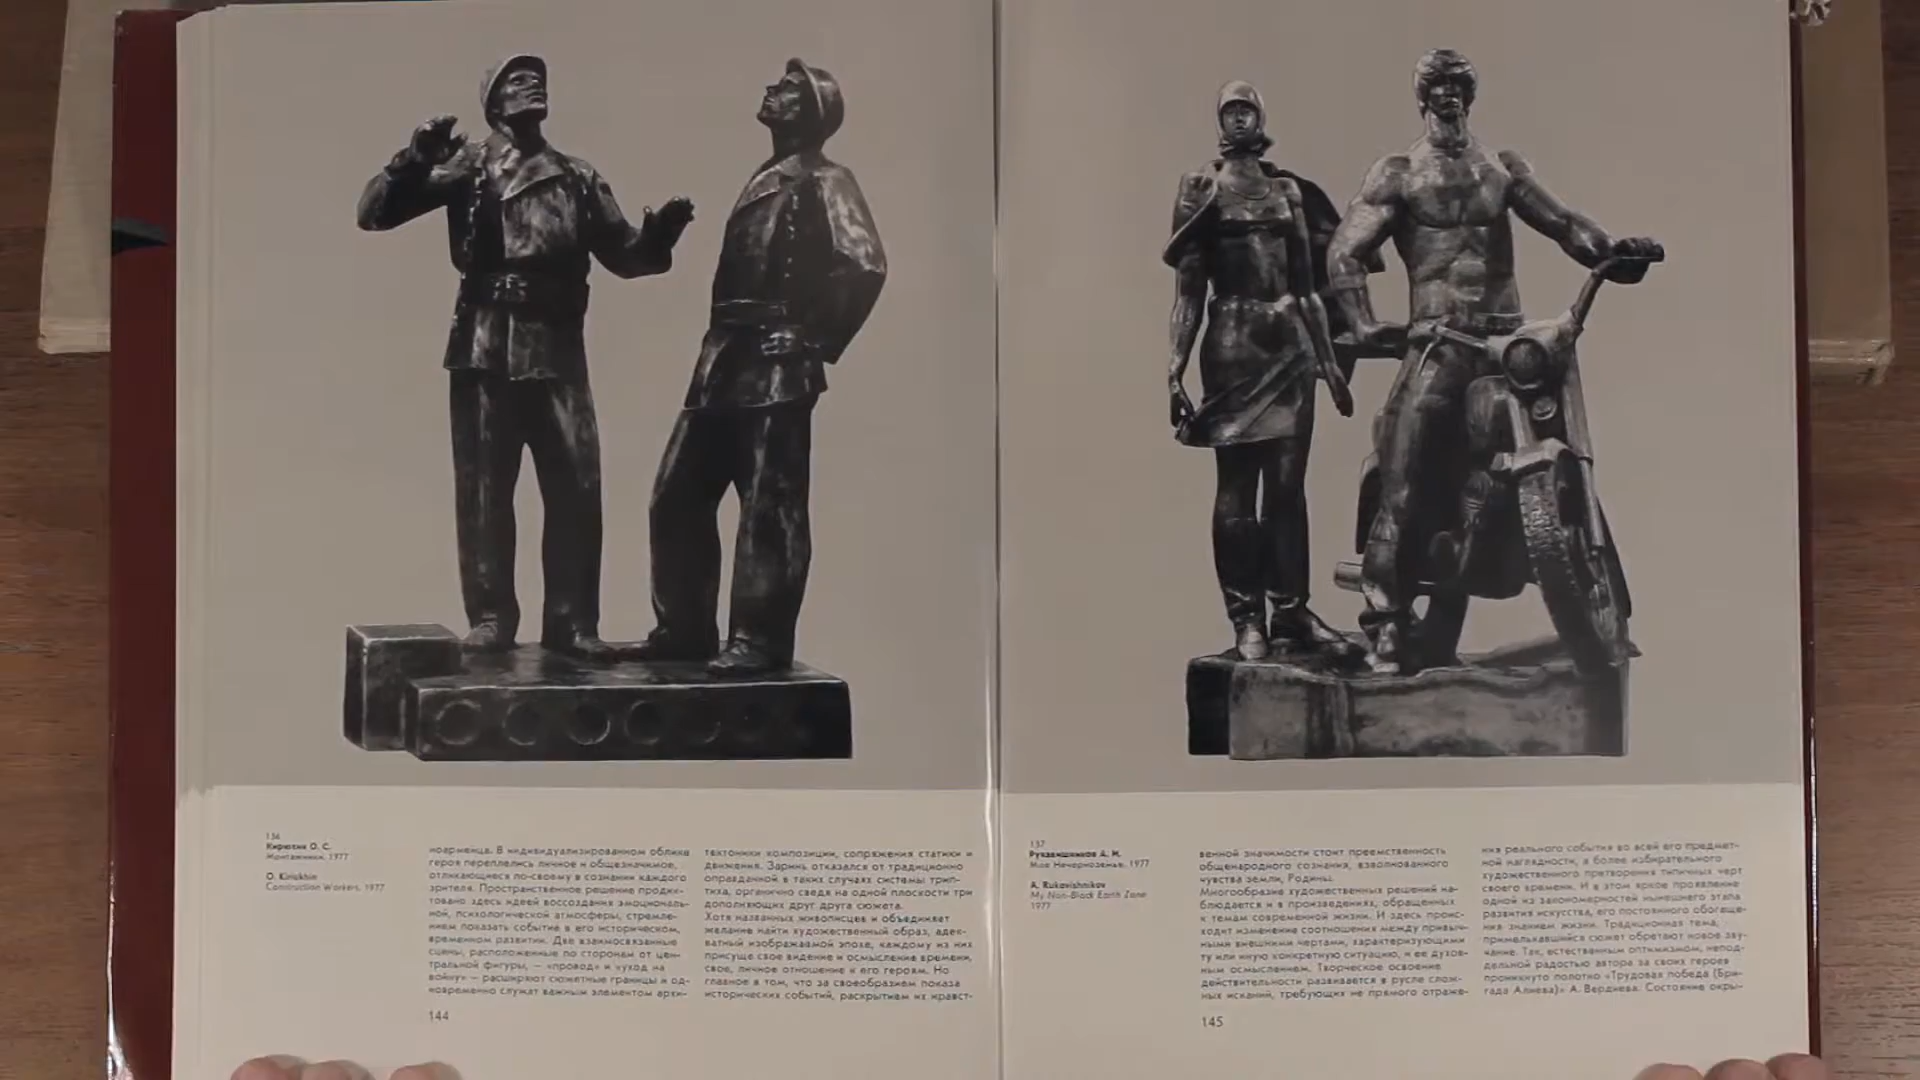 136
Кирюхин О. С.
Монтажники. 1977
O. Kiriukhin
Construction Workers. 1977
ноармейца. В индивидуализированном облике
героя переплелись личное и общезначимое,
откликающиеся по-своему в сознании каждого
зрителя. Пространственное решение продик-
товано здесь идеей воссоздания эмоциональ-
ной, психологической атмосферы, стремле-
нием показать событие в его историческом,
временном развитии. Две взаимосвязанные
сцены, расположенные по сторонам от цен-
тральной фигуры, — «провод» и «уход на
войну» — расширяют сюжетные границы и од-
новременно служат важным элементом архи-
тектоники композиции, сопряжения статики и
движения. Заринь отказался от традиционно
оправданной в таких случаях системы трип-
тиха, органично сведя на одной плоскости три
дополняющих друг друга сюжета.
Хотя названных живописцев и объединяет
желание найти художественный образ, адек-
ватный изображаемой эпохе, каждому из них
присуще свое видение и осмысление времени,
свое, личное отношение к его героям. Но
главное в том, что за своеобразием показа
исторических событий, раскрытием их нравст-
144
137
Рукавишников А. И.
Мое Нечерноземье. 1977
A. Rukavishnikov
My Non-Black Earth Zone
1977
венной значимости стоит преемственность
общенародного сознания, взволнованного
чувства земли, Родины.
Многообразие художественных решений на-
блюдается и в произведениях, обращенных
к темам современной жизни. И здесь проис-
ходит изменение соотношения между привыч-
ными внешними чертами, характеризующими
ту или иную конкретную ситуацию, и ее духов-
ным осмыслением. Творческое освоение
действительности развивается в русле слож-
ных исканий, требующих не прямого отраже-
ния реального события во всей его предмет-
ной наглядности, а более избирательного
художественного претворения типичных черт
своего времени. И в этом яркое проявление
одной из закономерностей нынешнего этапа
развития искусства, его постоянного обогаще-
ния знанием жизни. Традиционная тема,
примелькавшийся сюжет обретают новое зву-
чание. Так, естественным оптимизмом, непод-
дельной радостью автора за своих героев
проникнуто полотно «Трудовая победа (Бри-
гада Алиева)» А. Вердиева. Состояние окры-
145